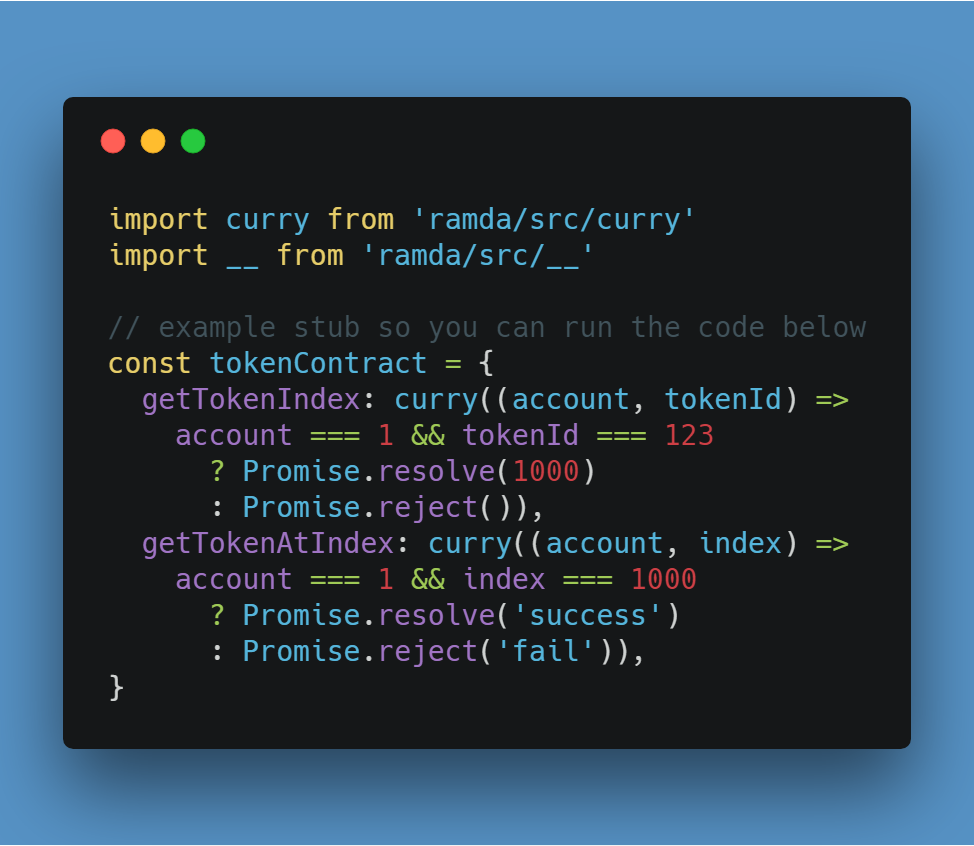 import curry from 'ramda/src/curry'
import __ from 'ramda/src/__'

// example stub so you can run the code below
const tokenContract = {
  getTokenIndex: curry((account, tokenId) =>
    account === 1 && tokenId === 123
      ? Promise.resolve(1000)
      : Promise.reject()),
  getTokenAtIndex: curry((account, index) =>
    account === 1 && index === 1000
      ? Promise.resolve('success')
      : Promise.reject('fail')),
}